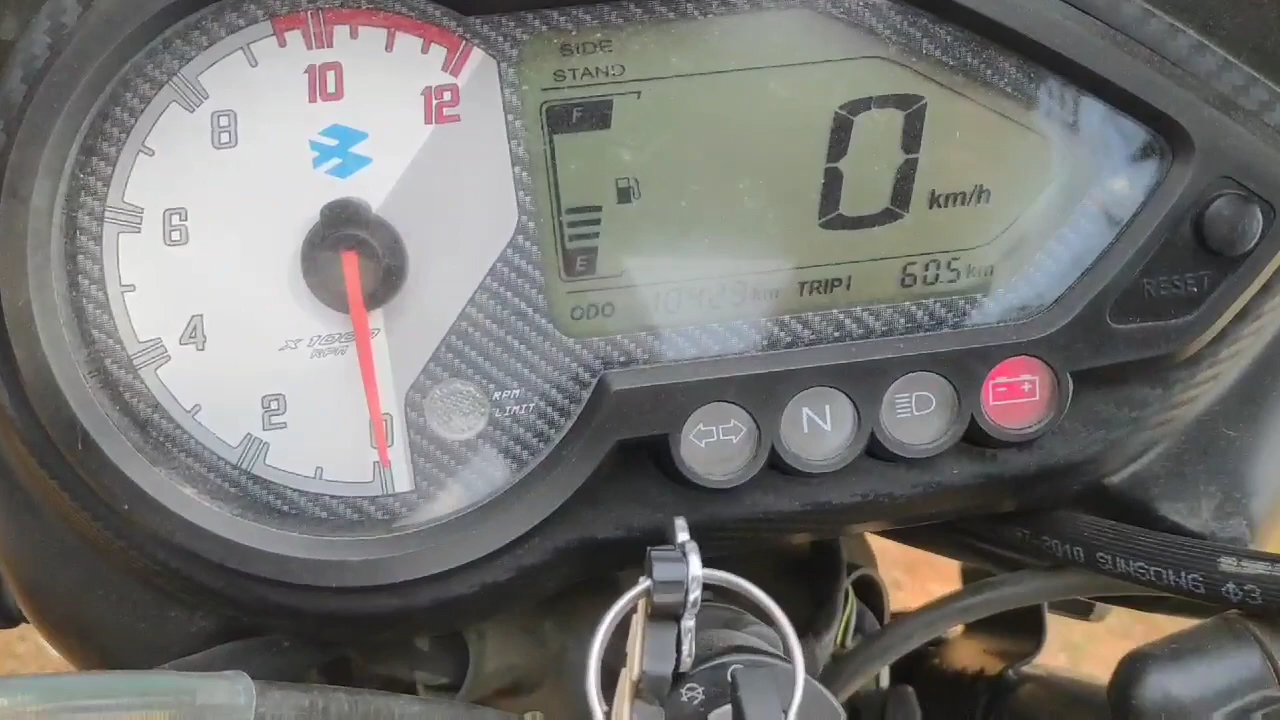 10
12
8
6
4
2
0
X 1000
RPM
RPM
LIMIT
SIDE
STAND
F
E
0
km/h
ODO
km
TRIP1
60.5 km
RESET
N
SUNSONG